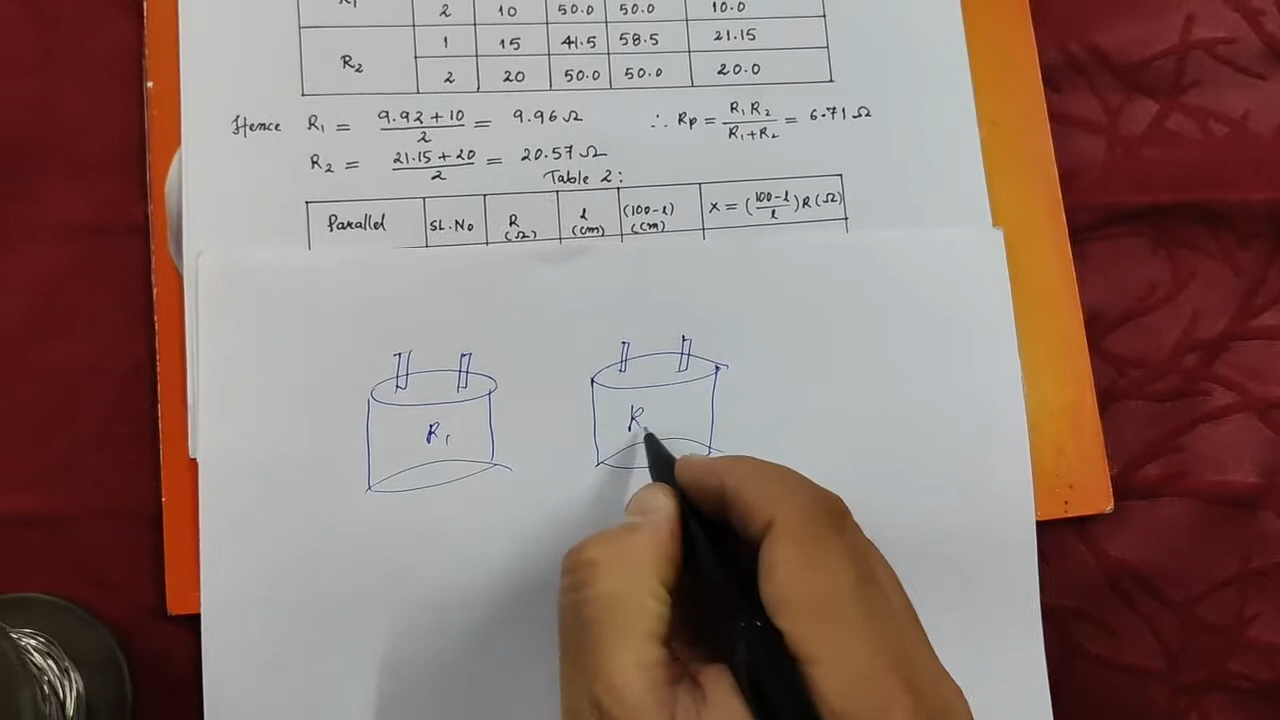 2 10 50.0 50.0 10.0
R2 1 15 41.5 58.5 21.15
2 20 50.0 50.0 20.0
Hence R1 = 9.92 + 10 / 2 = 9.96 Ω ∴ Rp = R1 R2 / R1 + R2 = 6.71 Ω
R2 = 21.15 + 20 / 2 = 20.57 Ω
Table 2:
Parallel SL. No R (Ω) l (cm) (100-l) (cm) X = (100-l / l) R (Ω)
R1 R